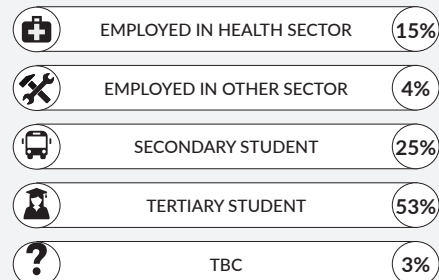 EMPLOYED IN HEALTH SECTOR 15%
EMPLOYED IN OTHER SECTOR 4%
SECONDARY STUDENT 25%
TERTIARY STUDENT 53%
? TBC 3%